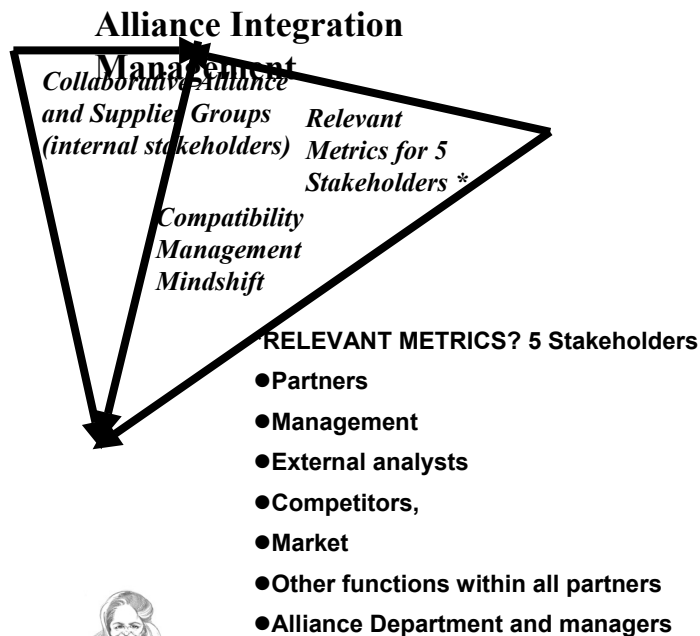 Alliance Integration
Management
Collaborative Alliance
and Supplier Groups
(internal stakeholders)
Relevant
Metrics for 5
Stakeholders *
Compatibility
Management
Mindshift
*RELEVANT METRICS? 5 Stakeholders
●Partners
●Management
●External analysts
●Competitors,
●Market
●Other functions within all partners
●Alliance Department and managers